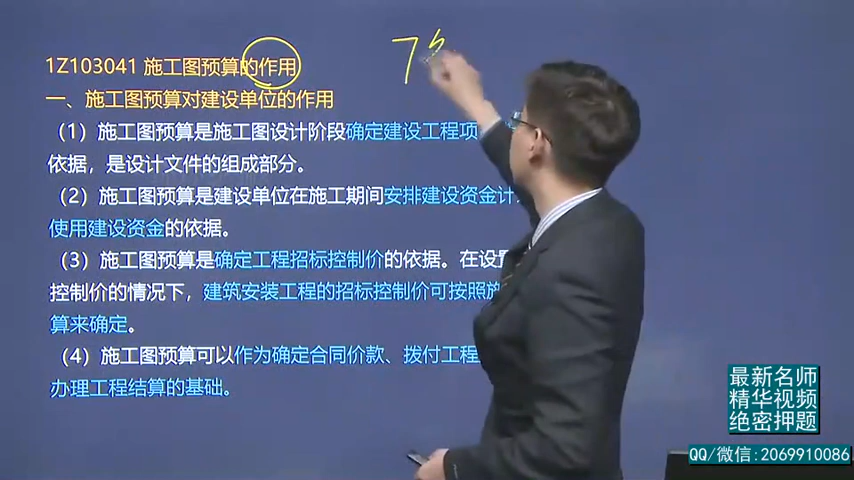 1Z103041 施工图预算的作用
一、施工图预算对建设单位的作用
（1）施工图预算是施工图设计阶段确定建设工程项
依据，是设计文件的组成部分。
（2）施工图预算是建设单位在施工期间安排建设资金计
使用建设资金的依据。
（3）施工图预算是确定工程招标控制价的依据。在设置
控制价的情况下，建筑安装工程的招标控制价可按照施
算来确定。
（4）施工图预算可以作为确定合同价款、拨付工程
办理工程结算的基础。
最新名师
精华视频
绝密押题
QQ/微信:2069910086